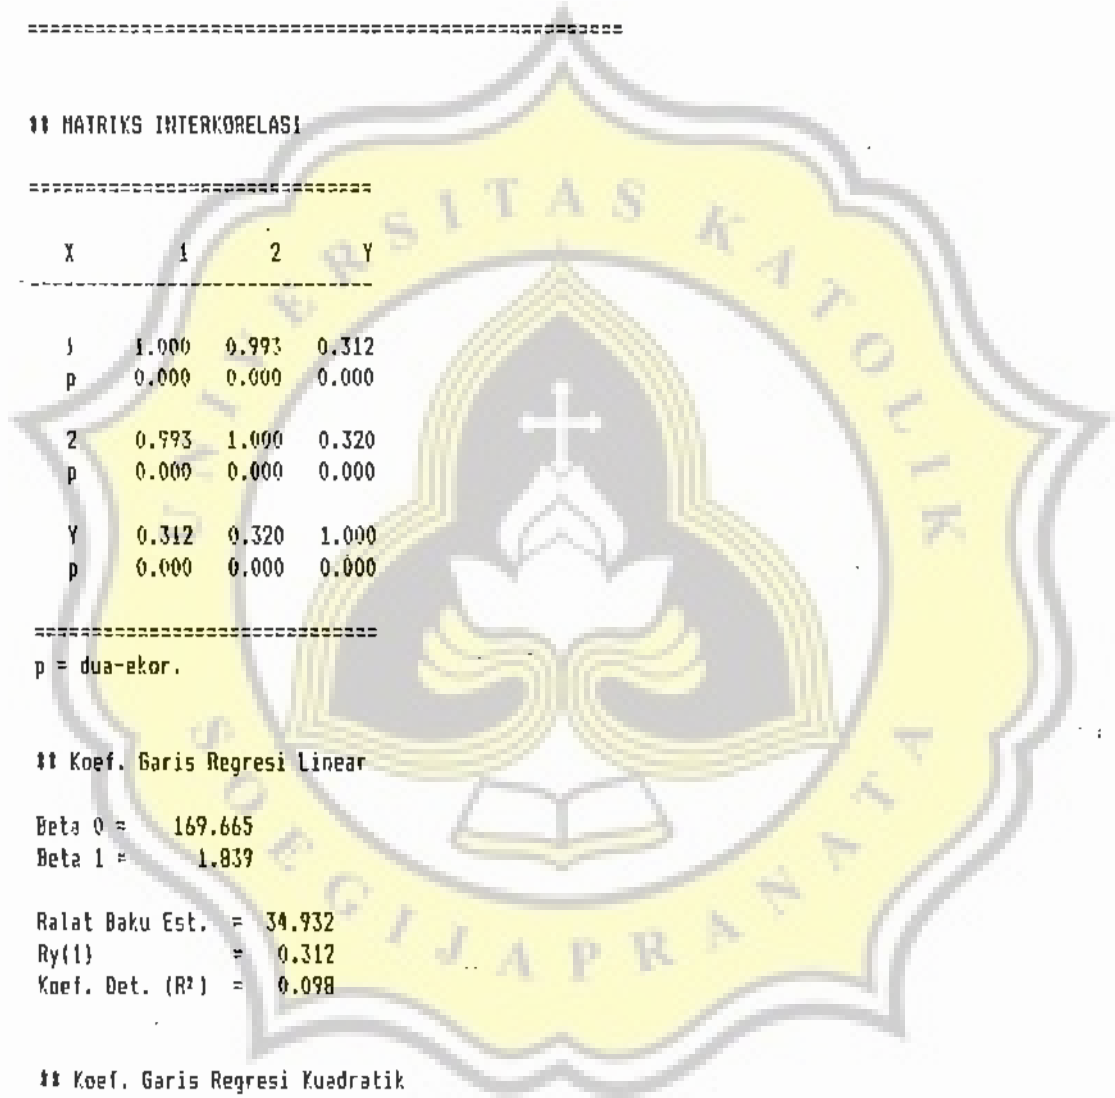 ====================================================
** MATRIKS INTERKORELASI
==============================
X 1 2 Y
------------------------------
1 1.000 0.993 0.312
p 0.000 0.000 0.000
2 0.993 1.000 0.320
p 0.000 0.000 0.000
Y 0.312 0.320 1.000
p 0.000 0.000 0.000
==============================
p = dua-ekor.
** Koef. Garis Regresi Linear
Beta 0 = 169.665
Beta 1 = 1.839
Ralat Baku Est. = 34.932
Ry(1) = 0.312
Koef. Det. (R²) = 0.098
** Koef. Garis Regresi Kuadratik
UNIVERSITAS KATOLIK
SOEGIJAPRANATA